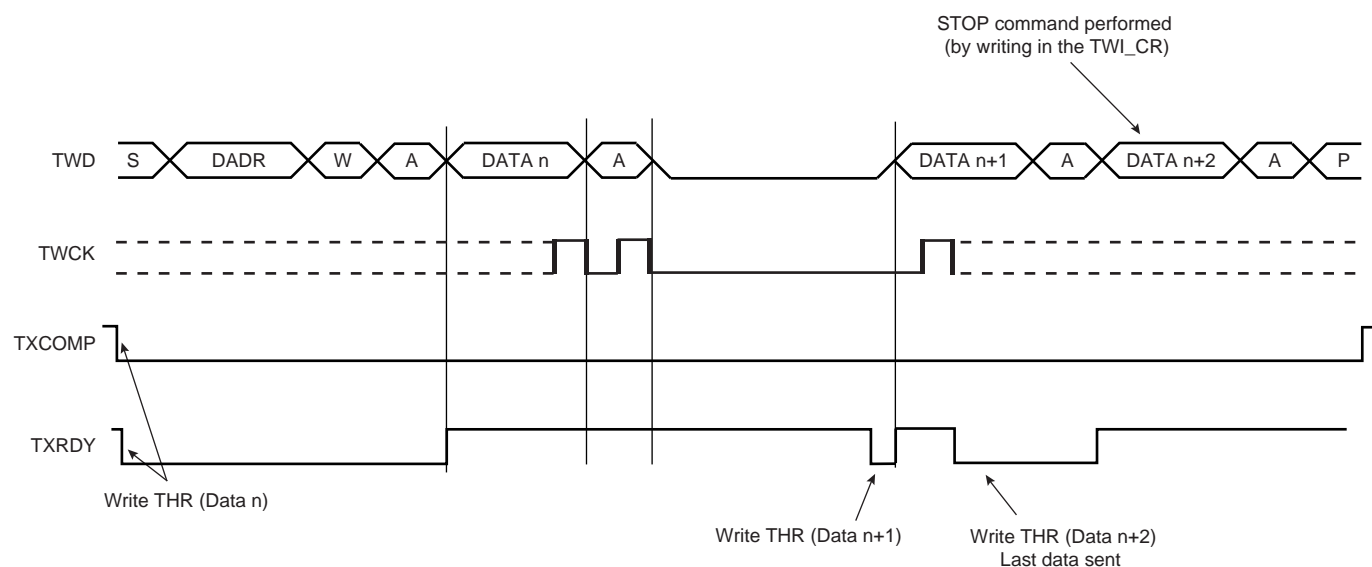 STOP command performed
(by writing in the TWI_CR)
TWD S DADR W A DATA n A DATA n+1 A DATA n+2 A P
TWCK
TXCOMP
TXRDY
Write THR (Data n)
Write THR (Data n+1)
Write THR (Data n+2)
Last data sent